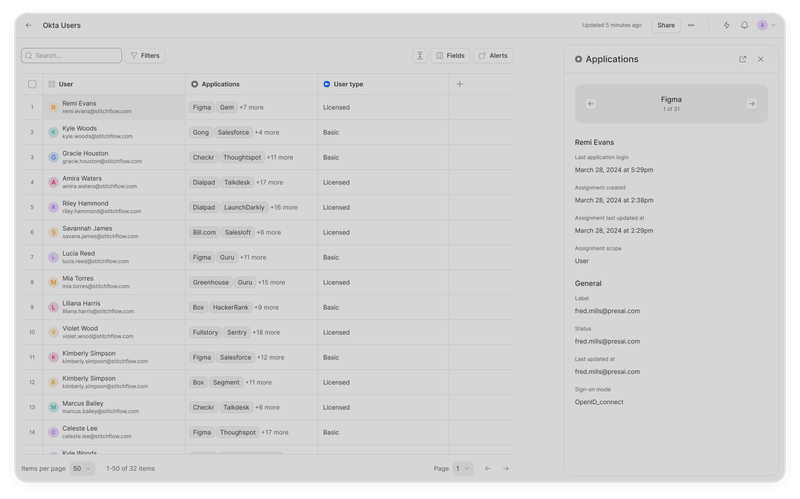 Okta Users
Updated 5 minutes ago
Share
A
Search...
Filters
Fields
Alerts
User
Applications
User type
1
R
Remi Evans
remi.evans@stitchflow.com
Figma
Gem
+7 more
Licensed
2
K
Kyle Woods
kyle.woods@stitchflow.com
Gong
Salesforce
+4 more
Basic
3
G
Gracie Houston
gracie.houston@stitchflow.com
Checkr
Thoughtspot
+11 more
Basic
4
A
Amira Waters
amira.waters@stitchflow.com
Dialpad
Talkdesk
+17 more
Licensed
5
R
Riley Hammond
riley.hammond@stitchflow.com
Dialpad
LaunchDarkly
+16 more
Licensed
6
S
Savannah James
savana.james@stitchflow.com
Bill.com
Salesloft
+6 more
Licensed
7
L
Lucia Reed
lucia.reed@stitchflow.com
Figma
Guru
+11 more
Basic
8
M
Mia Torres
mia.torres@stitchflow.com
Greenhouse
Guru
+15 more
Licensed
9
L
Liliana Harris
liliana.harris@stitchflow.com
Box
HackerRank
+9 more
Basic
10
V
Violet Wood
violet.wood@stitchflow.com
Fullstory
Sentry
+18 more
Licensed
11
K
Kimberly Simpson
kimberly.simpson@stitchflow.com
Figma
Salesforce
+12 more
Basic
12
K
Kimberly Simpson
kimberly.simpson@stitchflow.com
Box
Segment
+11 more
Licensed
13
M
Marcus Bailey
marcus.bailey@stitchflow.com
Checkr
Talkdesk
+6 more
Licensed
14
C
Celeste Lee
celeste.lee@stitchflow.com
Figma
Thoughspot
+17 more
Basic
Kyle Woods
Items per page
50
1-50 of 32 items
Page
1
Applications
Figma
1 of 31
Remi Evans
Last application login
March 28, 2024 at 5:29pm
Assignment created
March 28, 2024 at 2:38pm
Assignment last updated at
March 28, 2024 at 2:29pm
Assignment scope
User
General
Label
fred.mills@presai.com
Status
fred.mills@presai.com
Last updated at
fred.mills@presai.com
Sign-on mode
OpenID_connect